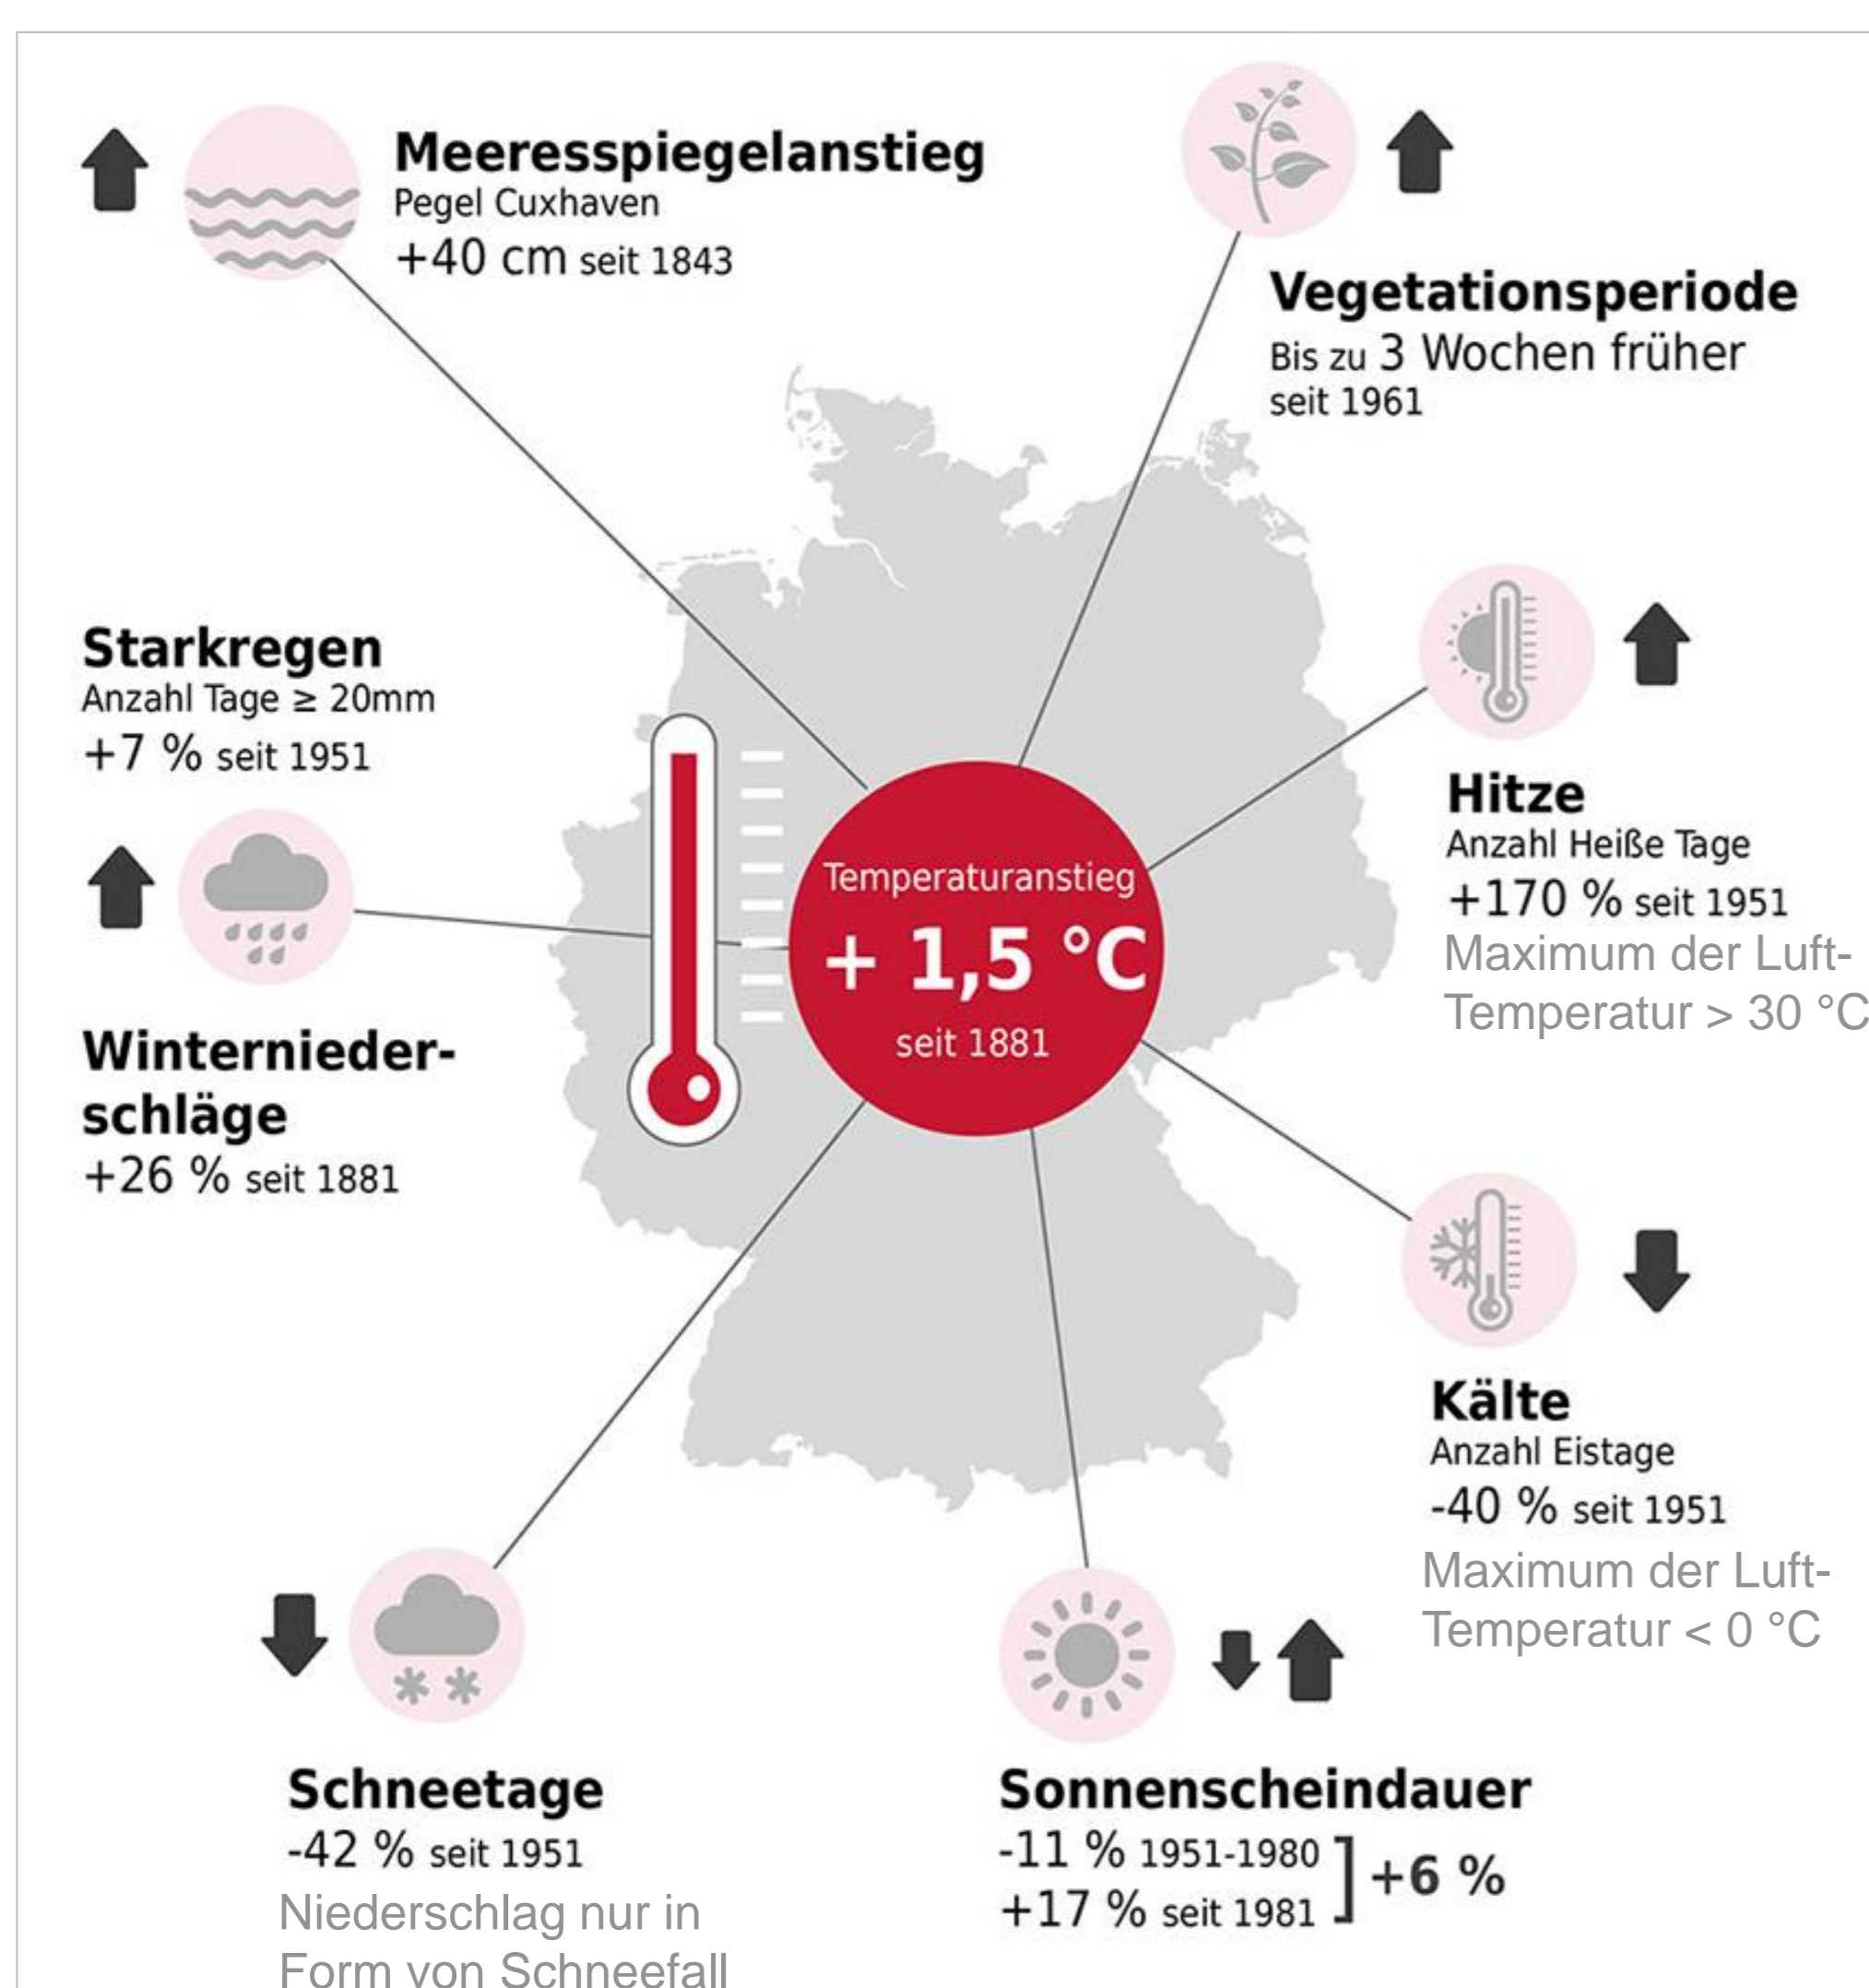 Meeresspiegelanstieg
Pegel Cuxhaven
+40 cm seit 1843
Vegetationsperiode
Bis zu 3 Wochen früher
seit 1961
Starkregen
Anzahl Tage ≥ 20mm
+7 % seit 1951
Hitze
Anzahl Heiße Tage
+170 % seit 1951
Maximum der Luft-
Temperatur > 30 °C
Temperaturanstieg
+ 1,5 °C
seit 1881
Winternieder-
schläge
+26 % seit 1881
Kälte
Anzahl Eistage
-40 % seit 1951
Maximum der Luft-
Temperatur < 0 °C
Schneetage
-42 % seit 1951
Niederschlag nur in
Form von Schneefall
Sonnenscheindauer
-11 % 1951-1980
+17 % seit 1981
+6 %